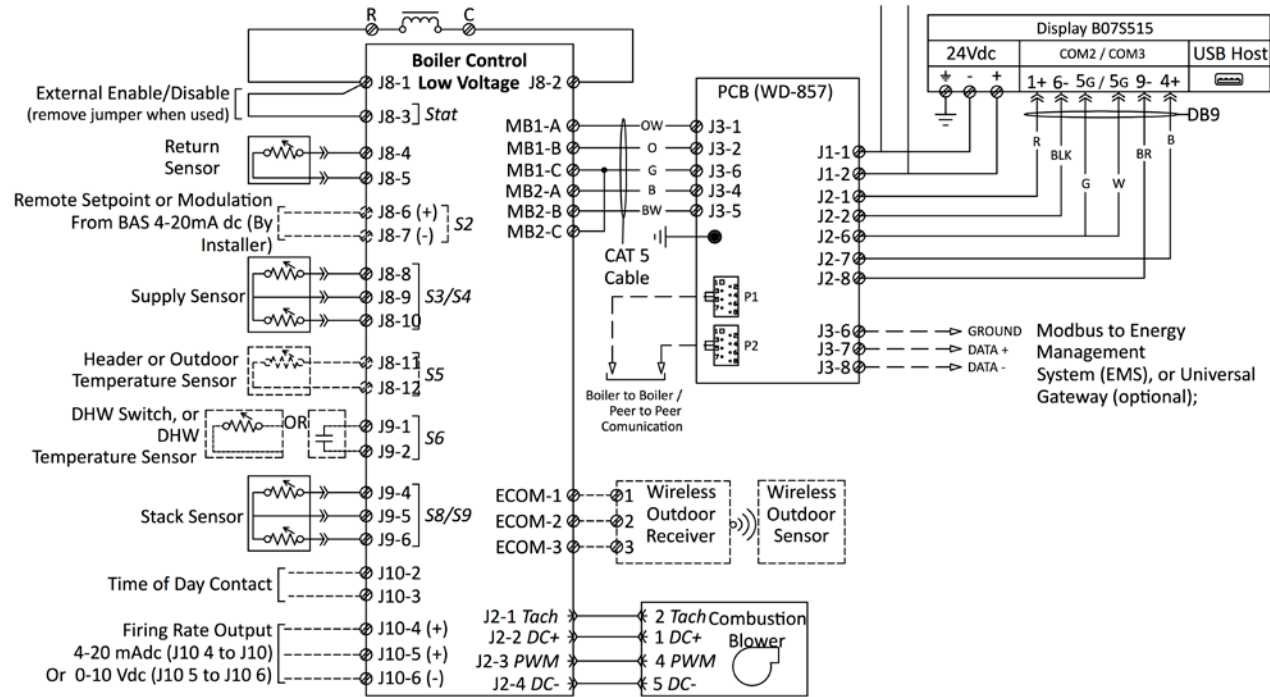 R C
Boiler Control
Low Voltage
J8-1
J8-2
External Enable/Disable
(remove jumper when used)
J8-3 Stat
Return
Sensor
J8-4
J8-5
Remote Setpoint or Modulation
From BAS 4-20mA dc (By
Installer)
J8-6 (+)
J8-7 (-)
S2
Supply Sensor
J8-8
J8-9
J8-10
S3/S4
Header or Outdoor
Temperature Sensor
J8-11
J8-12
S5
DHW Switch, or
DHW
Temperature Sensor
OR
J9-1
J9-2
S6
Stack Sensor
J9-4
J9-5
J9-6
S8/S9
Time of Day Contact
J10-2
J10-3
Firing Rate Output
4-20 mAdc (J10 4 to J10)
Or 0-10 Vdc (J10 5 to J10 6)
J10-4 (+)
J10-5 (+)
J10-6 (-)
MB1-A
MB1-B
MB1-C
MB2-A
MB2-B
MB2-C
OW
O
G
B
BW
CAT 5
Cable
ECOM-1
ECOM-2
ECOM-3
1
2
3
Wireless
Outdoor
Receiver
Wireless
Outdoor
Sensor
J2-1 Tach
J2-2 DC+
J2-3 PWM
J2-4 DC-
2 Tach
1 DC+
4 PWM
5 DC-
Combustion
Blower
PCB (WD-857)
J3-1
J3-2
J3-6
J3-4
J3-5
J1-1
J1-2
J2-1
J2-2
J2-6
J2-7
J2-8
P1
P2
Boiler to Boiler /
Peer to Peer
Comunication
J3-6
J3-7
J3-8
GROUND
DATA +
DATA -
Modbus to Energy
Management
System (EMS), or Universal
Gateway (optional);
Display B07S515
24Vdc
COM2 / COM3
USB Host
- +
1+ 6- 5G / 5G 9- 4+
DB9
R
BLK
G
W
BR
B